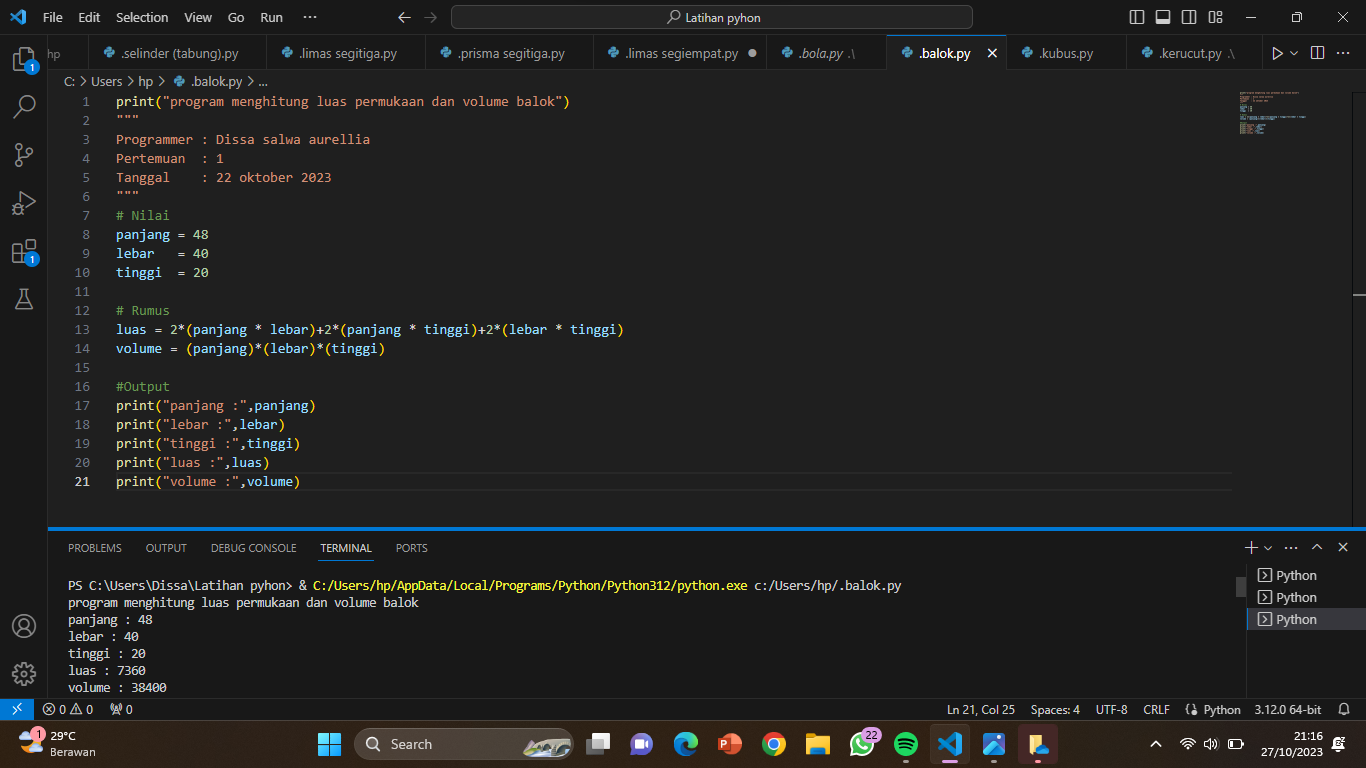 File Edit Selection View Go Run ··· Latihan pyhon
hp .selinder (tabung).py .limas segitiga.py .prisma segitiga.py .limas segiempat.py .bola.py .\ .balok.py .kubus.py .kerucut.py .\
C: > Users > hp > .balok.py > ...
1 print("program menghitung luas permukaan dan volume balok")
2 """
3 Programmer : Dissa salwa aurellia
4 Pertemuan  : 1
5 Tanggal    : 22 oktober 2023
6 """
7 # Nilai
8 panjang = 48
9 lebar   = 40
10 tinggi  = 20
11
12 # Rumus
13 luas = 2*(panjang * lebar)+2*(panjang * tinggi)+2*(lebar * tinggi)
14 volume = (panjang)*(lebar)*(tinggi)
15
16 #Output
17 print("panjang :",panjang)
18 print("lebar :",lebar)
19 print("tinggi :",tinggi)
20 print("luas :",luas)
21 print("volume :",volume)
PROBLEMS OUTPUT DEBUG CONSOLE TERMINAL PORTS
PS C:\Users\Dissa\Latihan pyhon> & C:/Users/hp/AppData/Local/Programs/Python/Python312/python.exe c:/Users/hp/.balok.py
program menghitung luas permukaan dan volume balok
panjang : 48
lebar : 40
tinggi : 20
luas : 7360
volume : 38400
Python
Python
Python
1
1
0 0 0 Ln 21, Col 25 Spaces: 4 UTF-8 CRLF Python 3.12.0 64-bit
1 29°C
Berawan
Search
22
21:16
27/10/2023